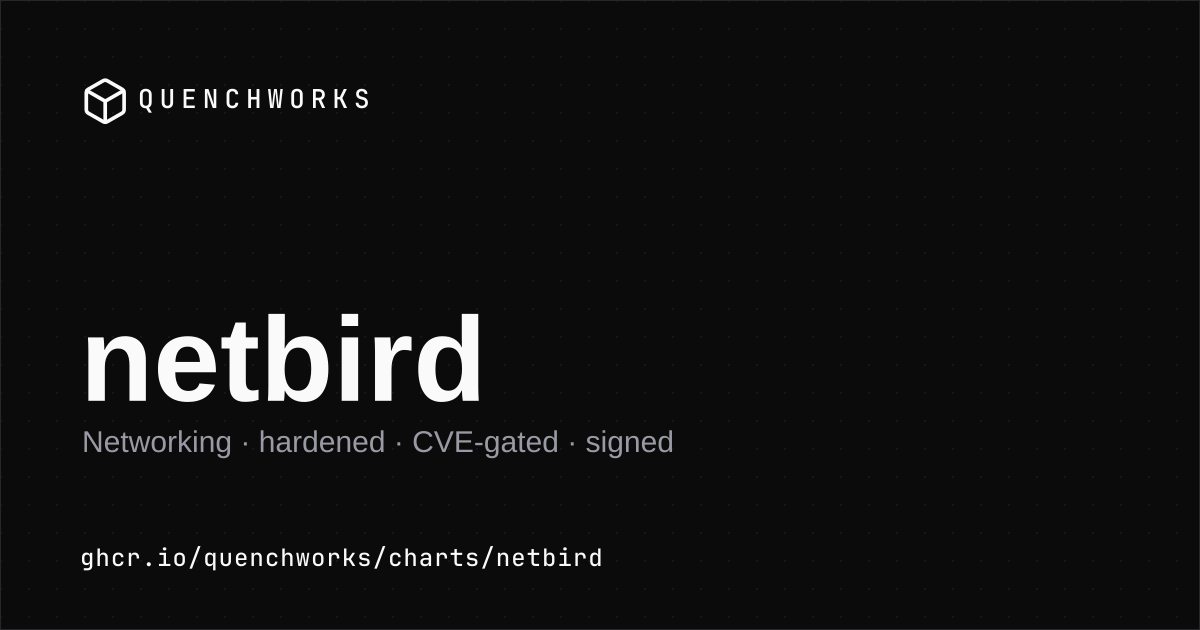 QUENCHWORKS
netbird
Networking · hardened · CVE-gated · signed
ghcr.io/quenchworks/charts/netbird